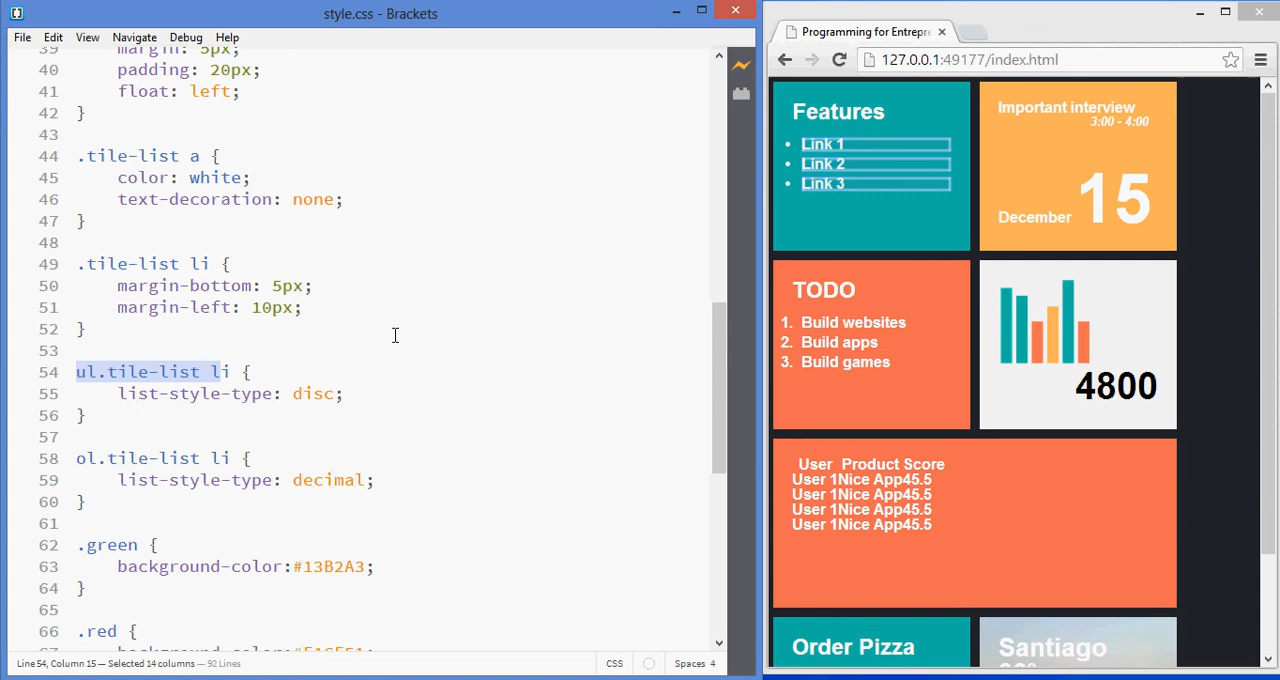 style.css - Brackets
File Edit View Navigate Debug Help
39 margin: 5px;
40 padding: 20px;
41 float: left;
42 }
43
44 .tile-list a {
45 color: white;
46 text-decoration: none;
47 }
48
49 .tile-list li {
50 margin-bottom: 5px;
51 margin-left: 10px;
52 }
53
54 ul.tile-list li {
55 list-style-type: disc;
56 }
57
58 ol.tile-list li {
59 list-style-type: decimal;
60 }
61
62 .green {
63 background-color:#13B2A3;
64 }
65
66 .red {
Line 54, Column 15 — Selected 14 columns — 92 Lines
CSS
Spaces 4
Programming for Entrepre
127.0.0.1:49177/index.html
Features
• Link 1
• Link 2
• Link 3
Important interview
3:00 - 4:00
December 15
TODO
1. Build websites
2. Build apps
3. Build games
4800
User Product Score
User 1Nice App45.5
User 1Nice App45.5
User 1Nice App45.5
User 1Nice App45.5
Order Pizza
Santiago